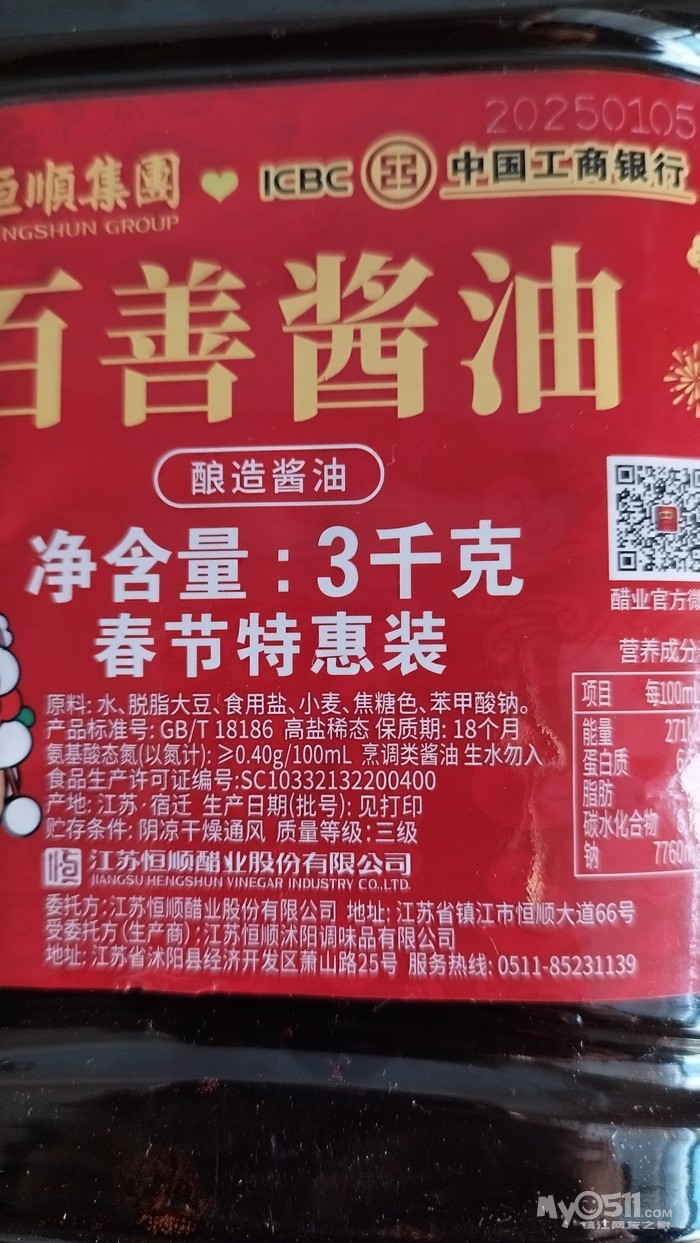 20250105
恒順集團 ICBC 中国工商银行
HENGSHUN GROUP
百善酱油
酿造酱油
净含量:3千克
春节特惠装
醋业官方微
原料: 水、脱脂大豆、食用盐、小麦、焦糖色、苯甲酸钠。
产品标准号: GB/T 18186 高盐稀态 保质期: 18个月
氨基酸态氮(以氮计): ≥0.40g/100mL 烹调类酱油 生水勿入
食品生产许可证编号:SC10332132200400
产地: 江苏·宿迁 生产日期(批号): 见打印
贮存条件: 阴凉干燥通风 质量等级: 三级
江苏恒顺醋业股份有限公司
JIANGSU HENGSHUN VINEGAR INDUSTRY CO.,LTD.
委托方:江苏恒顺醋业股份有限公司 地址: 江苏省镇江市恒顺大道66号
受委托方(生产商):江苏恒顺沭阳调味品有限公司
地址: 江苏省沭阳县经济开发区萧山路25号 服务热线: 0511-85231139
营养成分
项目 每100m
能量 271
蛋白质
脂肪
碳水化合物
钠 7760m
My0511.COM
镇江网友之家